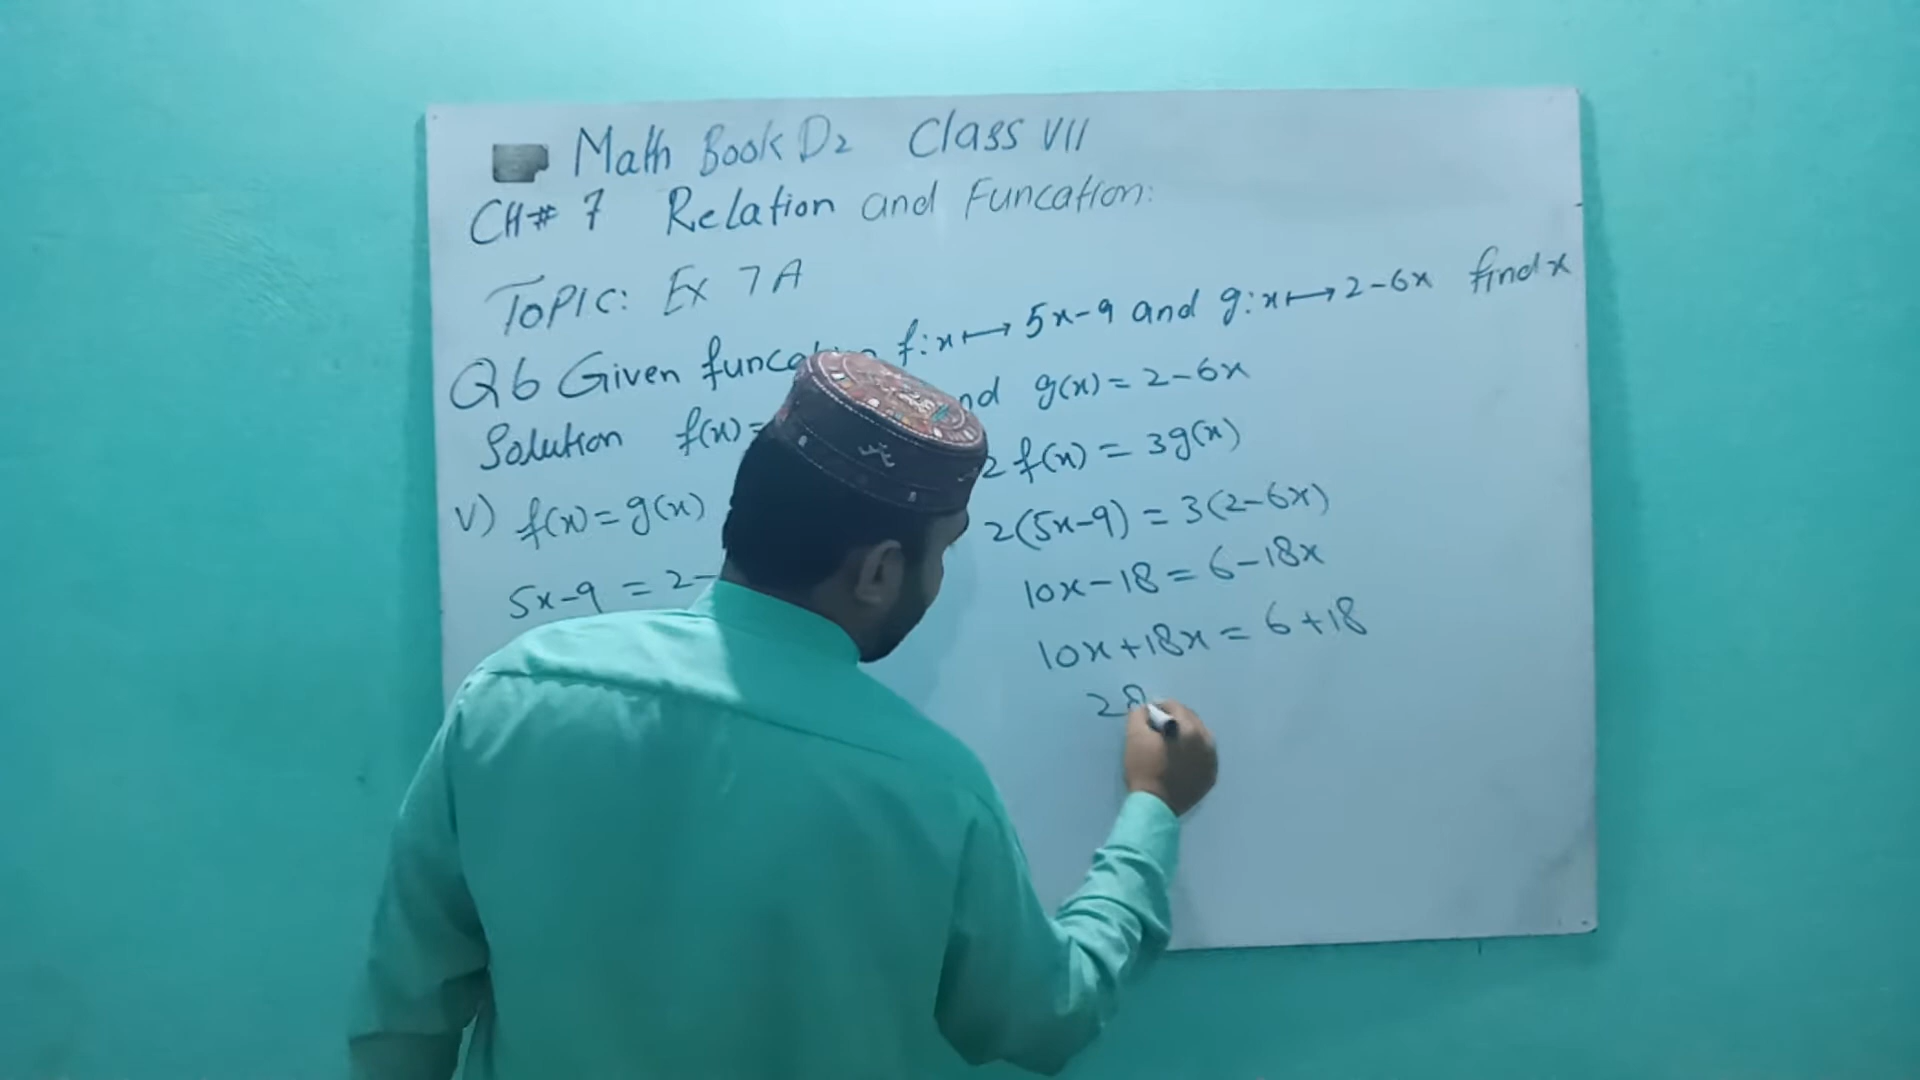 Math Book D2 Class VII
CH# 7 Relation and Funcation:
Topic: Ex 7A
Q6 Given f:x↦5x-9 and g:x↦2-6x find x
Solution f(x)= g(x)=2-6x
v) f(x)=g(x)
5x-9=2-
2f(x)=3g(x)
2(5x-9)=3(2-6x)
10x-18=6-18x
10x+18x=6+18
28